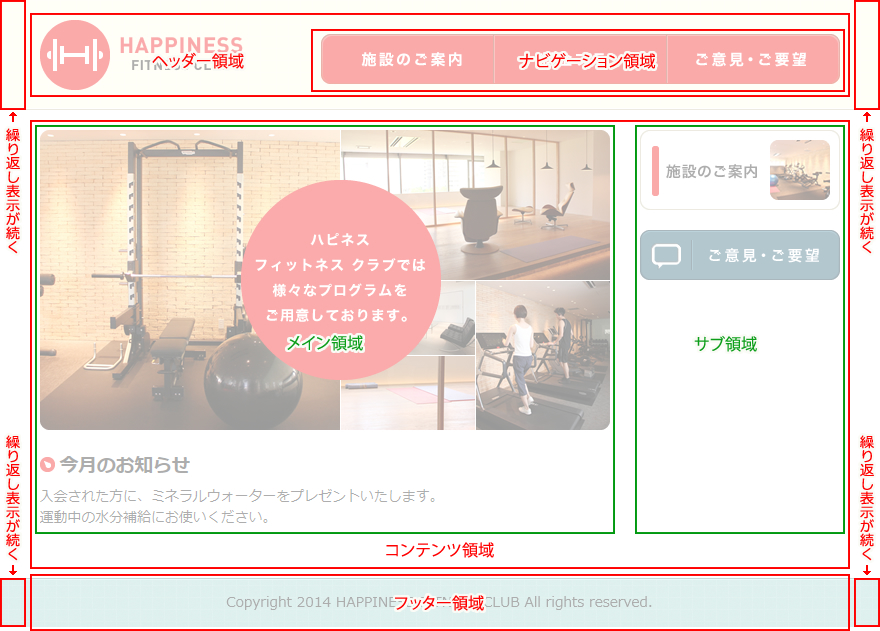 HAPPINESS
ヘッダー領域
施設のご案内
ナビゲーション領域
ご意見・ご要望
繰り返し表示が続く
繰り返し表示が続く
ハピネス
フィットネス クラブでは
様々なプログラムを
ご用意しております。
メイン領域
施設のご案内
ご意見・ご要望
サブ領域
今月のお知らせ
入会された方に、ミネラルウォーターをプレゼントいたします。
運動中の水分補給にお使いください。
繰り返し表示が続く
繰り返し表示が続く
コンテンツ領域
Copyright 2014 CLUB All rights reserved.
フッター領域